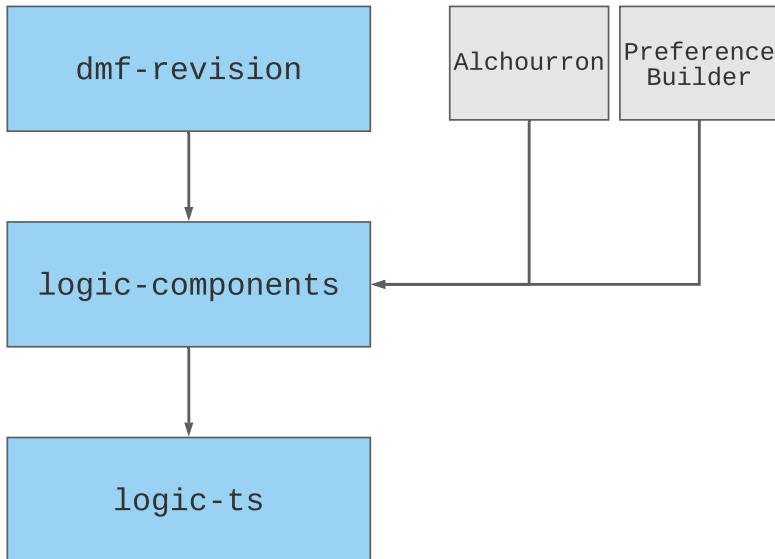 dmf-revision
Alchourron
Preference
Builder
logic-components
logic-ts